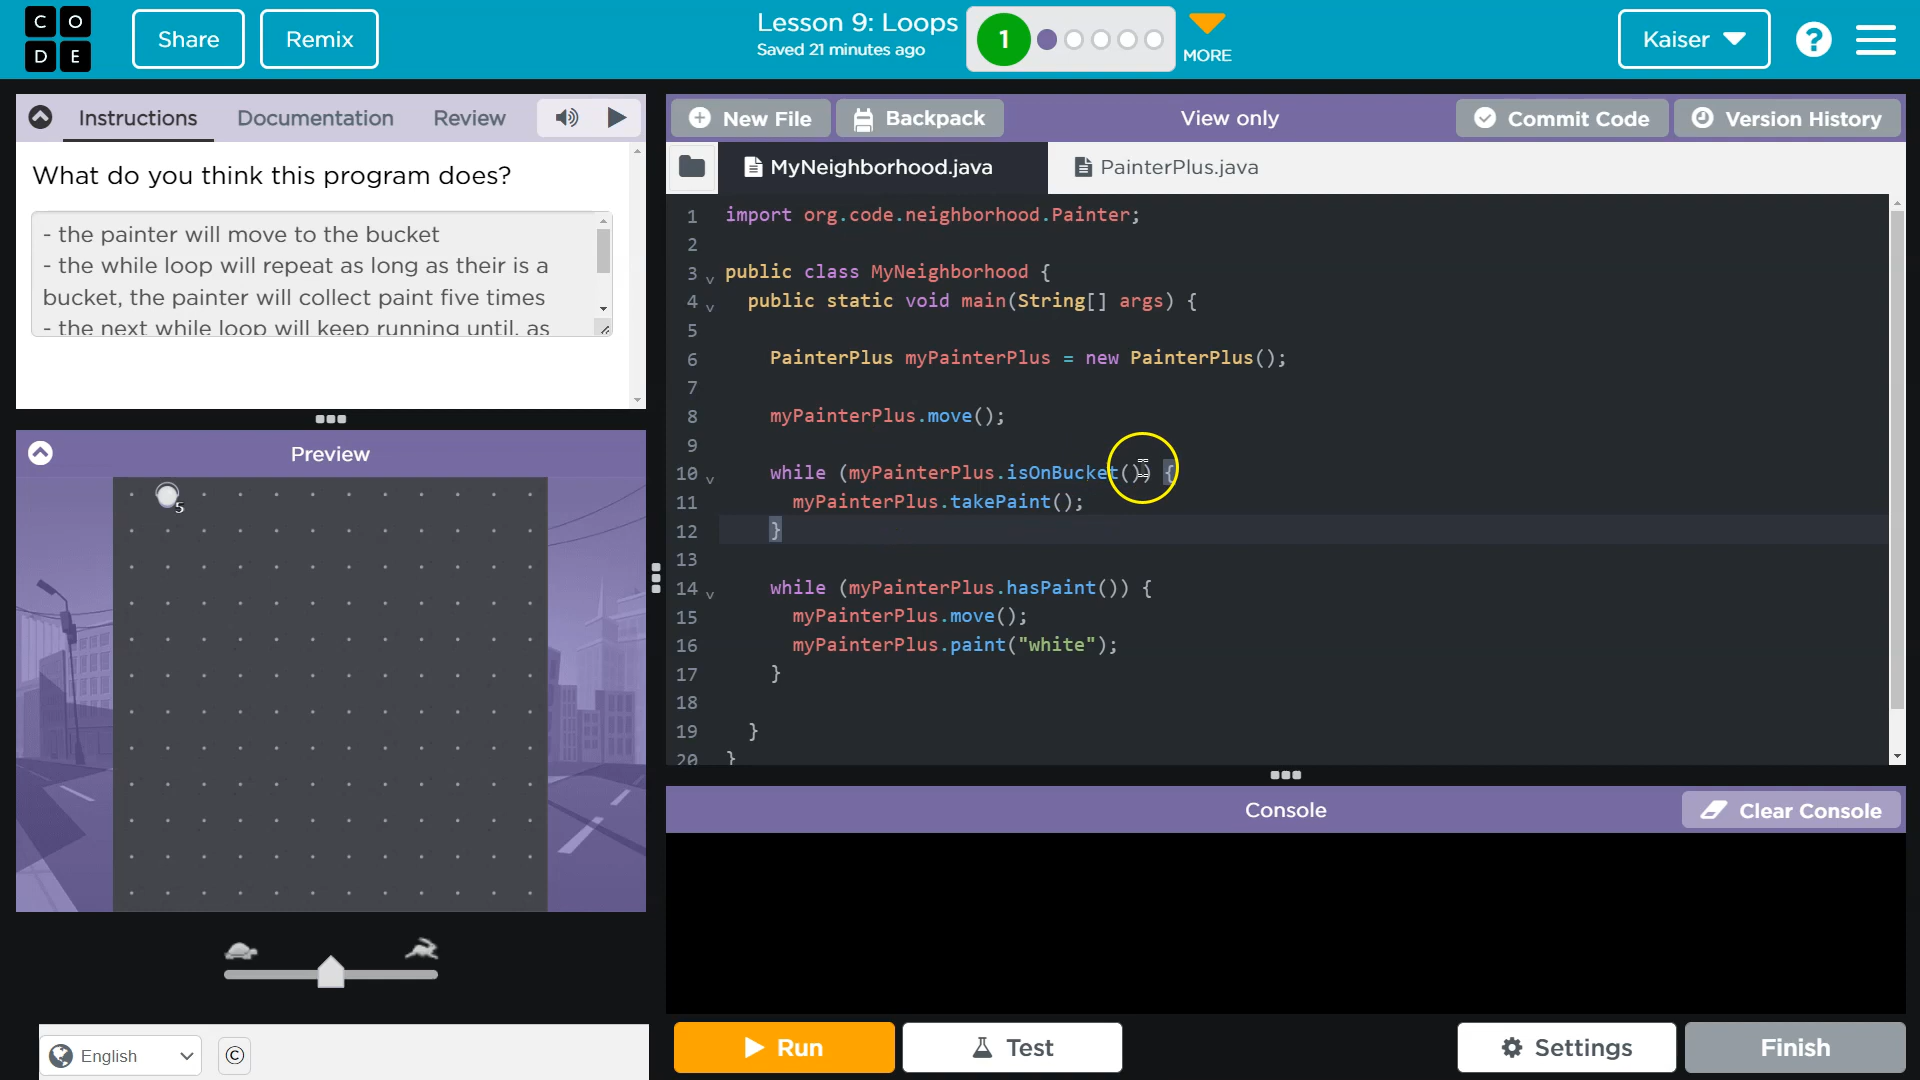 C O
D E
Share
Remix
Lesson 9: Loops
Saved 21 minutes ago
1
MORE
Kaiser
?
Instructions
Documentation
Review
What do you think this program does?
- the painter will move to the bucket
- the while loop will repeat as long as their is a
bucket, the painter will collect paint five times
- the next while loop will keep running until, as
Preview
5
English
©
New File
Backpack
View only
Commit Code
Version History
MyNeighborhood.java
PainterPlus.java
1 import org.code.neighborhood.Painter;
2
3 public class MyNeighborhood {
4 public static void main(String[] args) {
5
6 PainterPlus myPainterPlus = new PainterPlus();
7
8 myPainterPlus.move();
9
10 while (myPainterPlus.isOnBucket()) {
11 myPainterPlus.takePaint();
12 }
13
14 while (myPainterPlus.hasPaint()) {
15 myPainterPlus.move();
16 myPainterPlus.paint("white");
17 }
18
19 }
20 }
Console
Clear Console
Run
Test
Settings
Finish